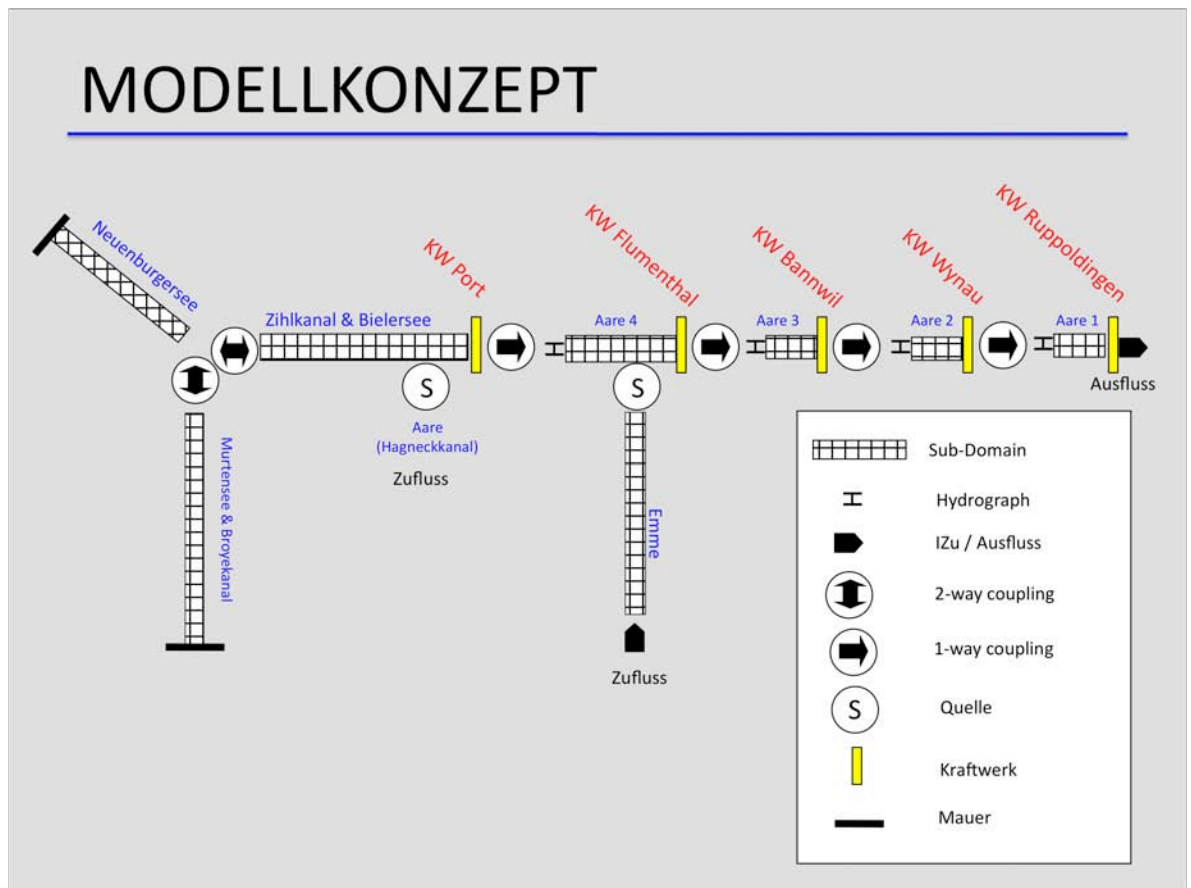 MODELLKONZEPT
Neuenburgersee
Zihlkanal & Bielersee
KW Port
KW Flumenthal
KW Bannwil
KW Wynau
KW Ruppoldingen
Aare 4
Aare 3
Aare 2
Aare 1
Ausfluss
S
Aare
(Hagneckkanal)
Zufluss
S
Murtensee & Broyekanal
Emme
Zufluss
Sub-Domain
Hydrograph
IZu / Ausfluss
2-way coupling
1-way coupling
S
Quelle
Kraftwerk
Mauer